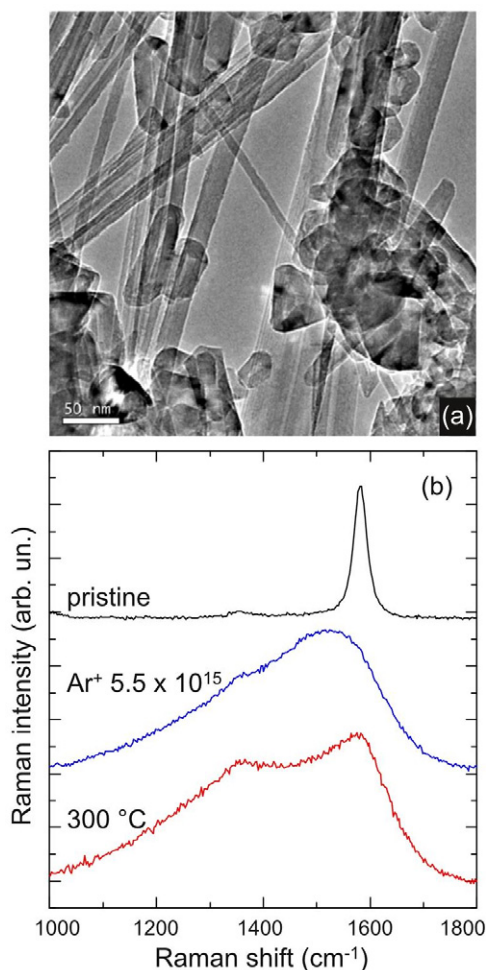 50 nm
(a)
(b)
pristine
Ar⁺ 5.5 x 10¹⁵
300 °C
Raman intensity (arb. un.)
1000 1200 1400 1600 1800
Raman shift (cm⁻¹)